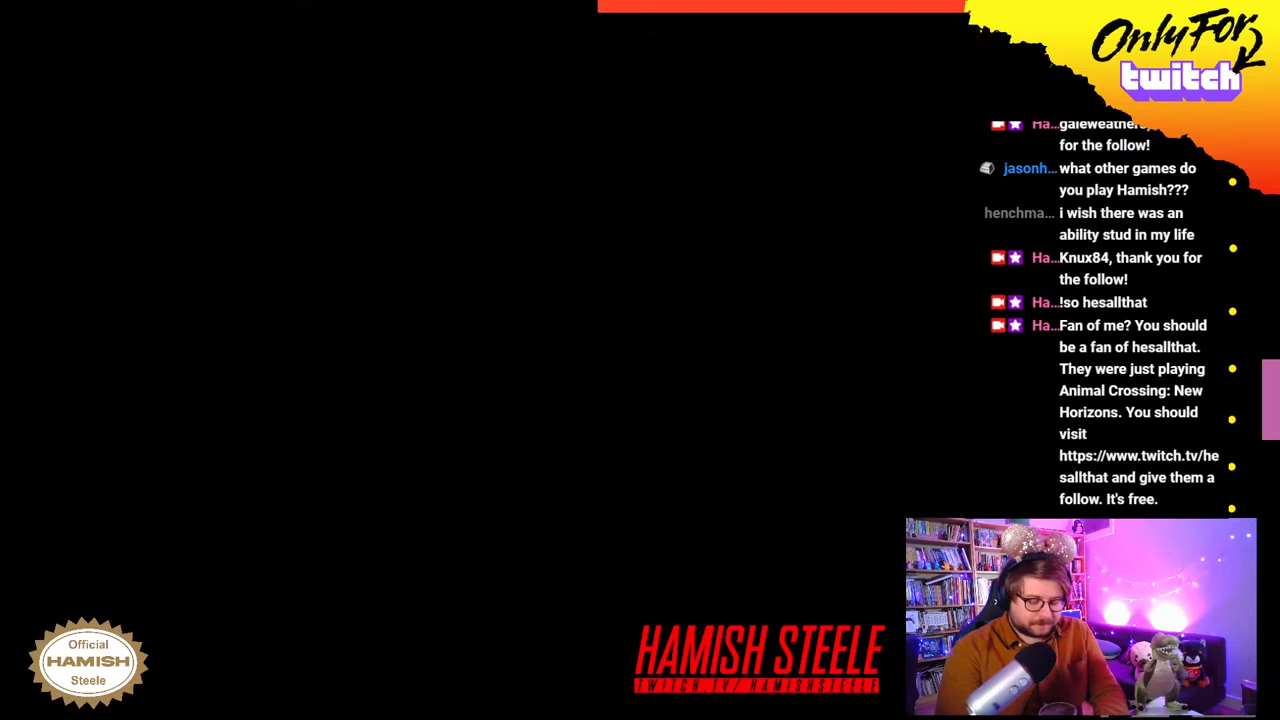 OnlyFor
twitch
Ha... galeweathers
for the follow!
jasonh... what other games do
you play Hamish???
henchma... i wish there was an
ability stud in my life
Ha... Knux84, thank you for
the follow!
Ha... !so hesallthat
Ha... Fan of me? You should
be a fan of hesallthat.
They were just playing
Animal Crossing: New
Horizons. You should
visit
https://www.twitch.tv/he
sallthat and give them a
follow. It's free.
Official
HAMISH
Steele
HAMISH STEELE
TWITCH.TV/HAMISHSTEELE